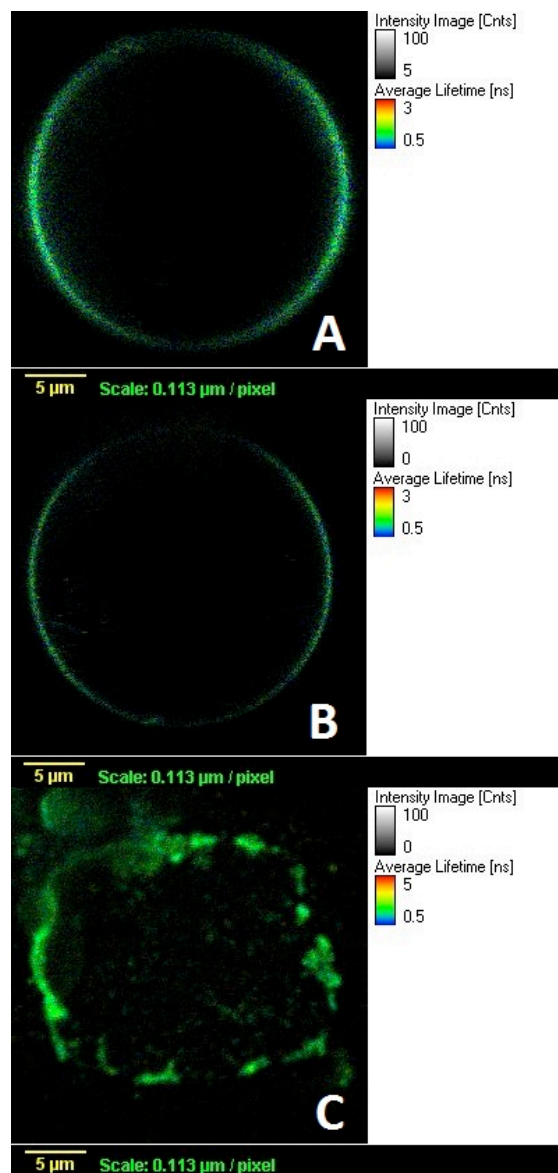 Intensity Image [Cnts]
100
5
Average Lifetime [ns]
3
0.5
A
5 µm Scale: 0.113 µm / pixel
Intensity Image [Cnts]
100
0
Average Lifetime [ns]
3
0.5
B
5 µm Scale: 0.113 µm / pixel
Intensity Image [Cnts]
100
0
Average Lifetime [ns]
5
0.5
C
5 µm Scale: 0.113 µm / pixel